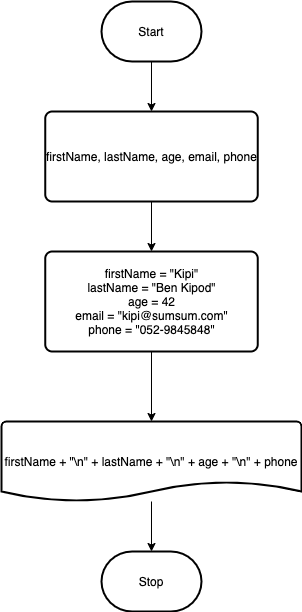 Start
firstName, lastName, age, email, phone
firstName = "Kipi"
lastName = "Ben Kipod"
age = 42
email = "kipi@sumsum.com"
phone = "052-9845848"
firstName + "\n" + lastName + "\n" + age + "\n" + phone
Stop